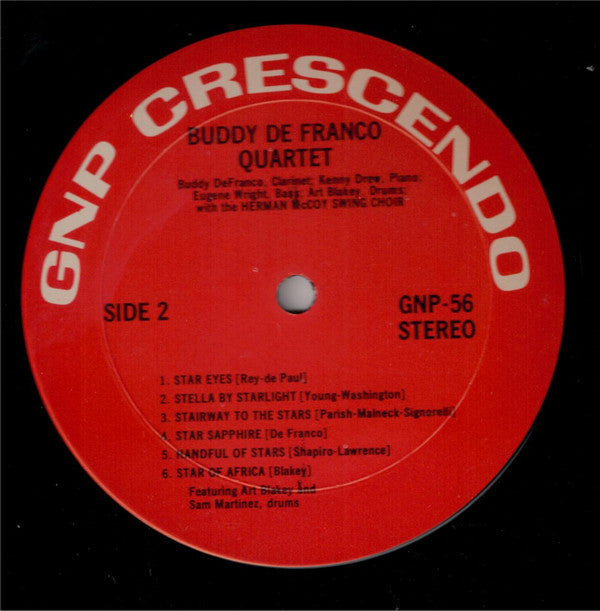 GNP CRESCENDO
BUDDY DE FRANCO
QUARTET
Buddy DeFranco, Clarinet; Kenny Drew, Piano;
Eugene Wright, Bass; Art Blakey, Drums;
with the HERMAN McCOY SWING CHOIR
SIDE 2
GNP-56
STEREO
1. STAR EYES [Rey-de Paul]
2. STELLA BY STARLIGHT [Young-Washington]
3. STAIRWAY TO THE STARS [Parish-Malneck-Signorelli]
4. STAR SAPPHIRE [De Franco]
5. HANDFUL OF STARS [Shapiro-Lawrence]
6. STAR OF AFRICA [Blakey]
Featuring Art Blakey and
Sam Martinez, drums